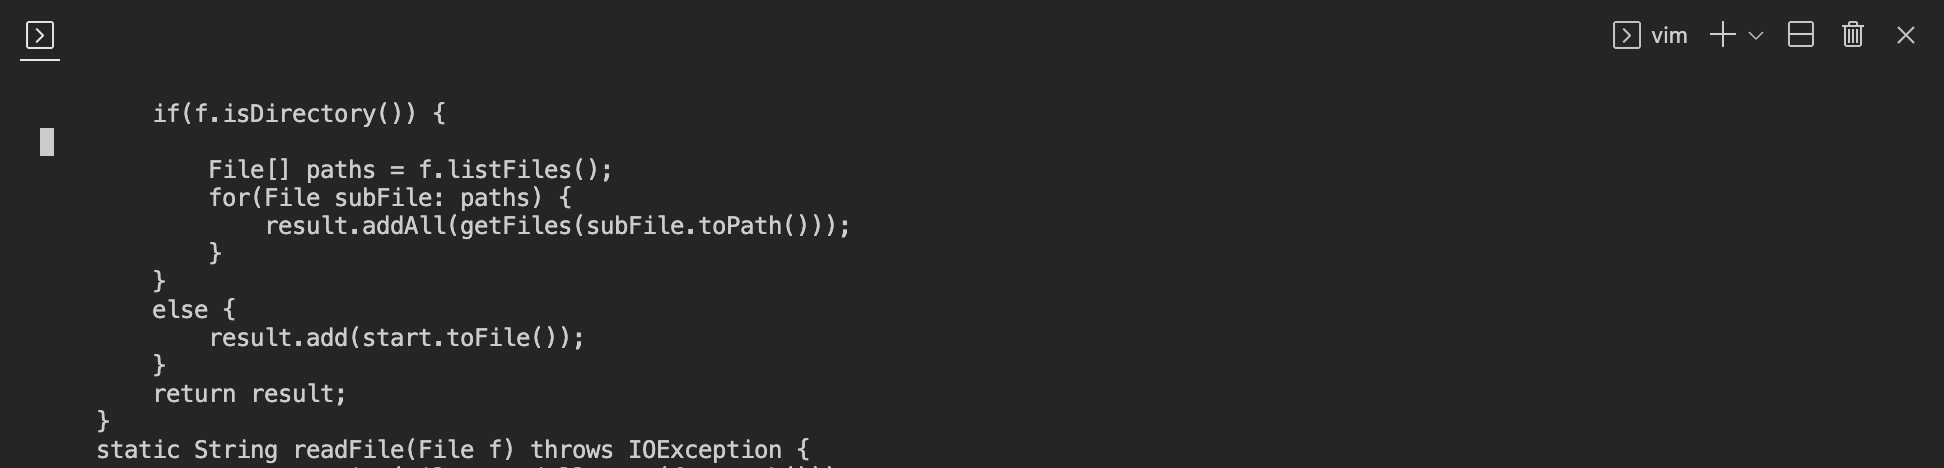 vim
if(f.isDirectory()) {
File[] paths = f.listFiles();
for(File subFile: paths) {
result.addAll(getFiles(subFile.toPath()));
}
}
else {
result.add(start.toFile());
}
return result;
}
static String readFile(File f) throws IOException {